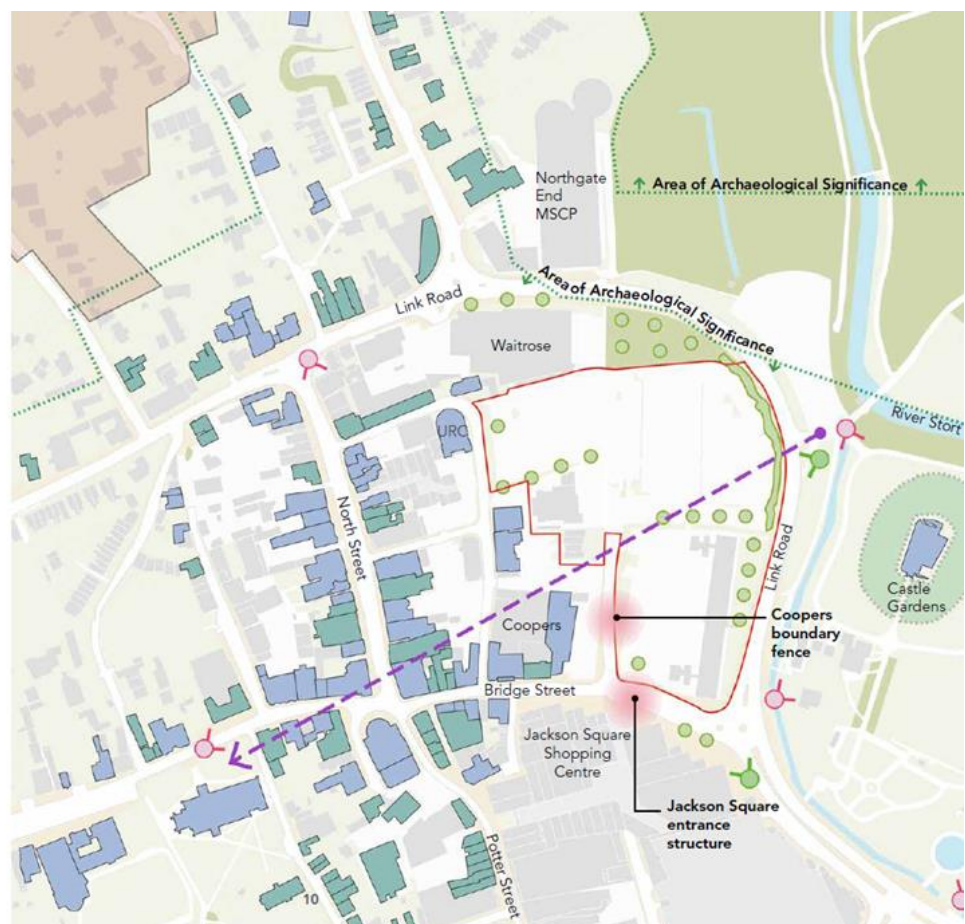 Northgate
End
MSCP
Area of Archaeological Significance
Area of Archaeological Significance
Link Road
Waitrose
River Stort
URC
North Street
Link Road
Castle
Gardens
Coopers
Coopers
boundary
fence
Bridge Street
Jackson Square
Shopping
Centre
Jackson Square
entrance
structure
Potter Street
10